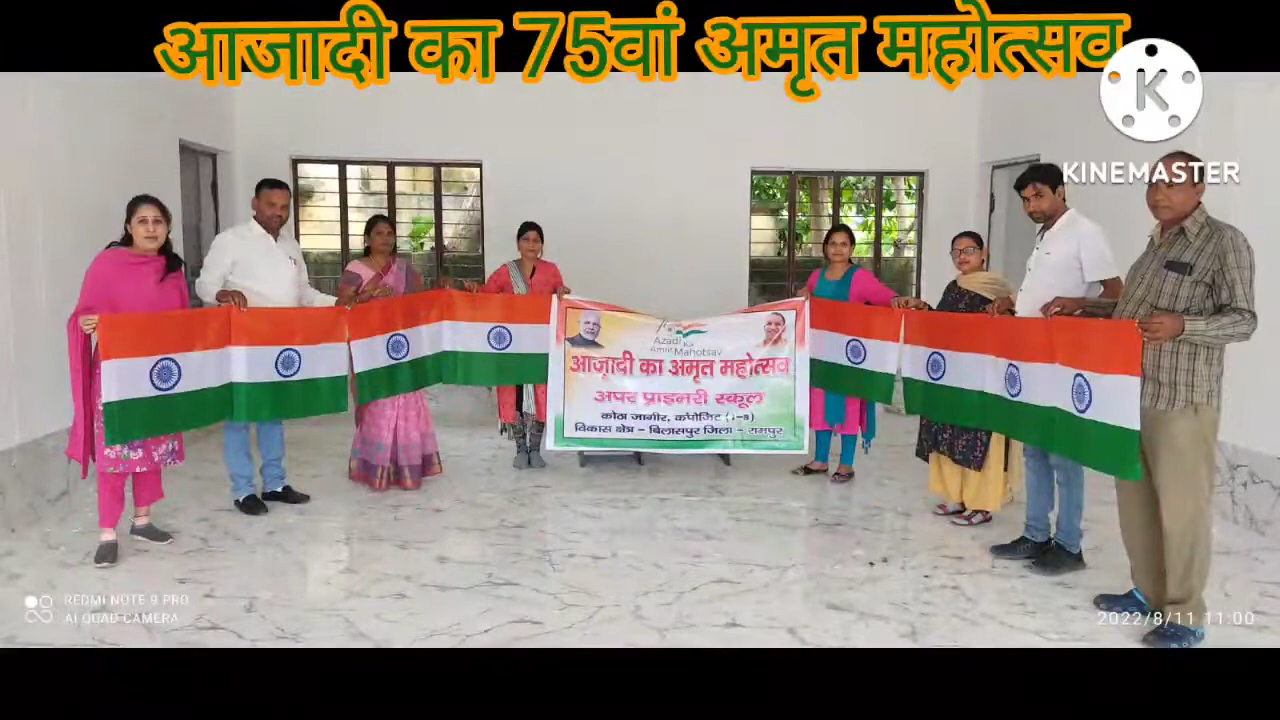 आजादी का 75वां अमृत महोत्सव
K
KINEMASTER
Azadi Ka
Amrit Mahotsav
आज़ादी का अमृत महोत्सव
अपर प्राइमरी स्कूल
कोठा जागीर, कंपोजिट (1-8)
विकास क्षेत्र - बिलासपुर जिला - रामपुर
REDMI NOTE 9 PRO
AI QUAD CAMERA
2022/8/11 11:00